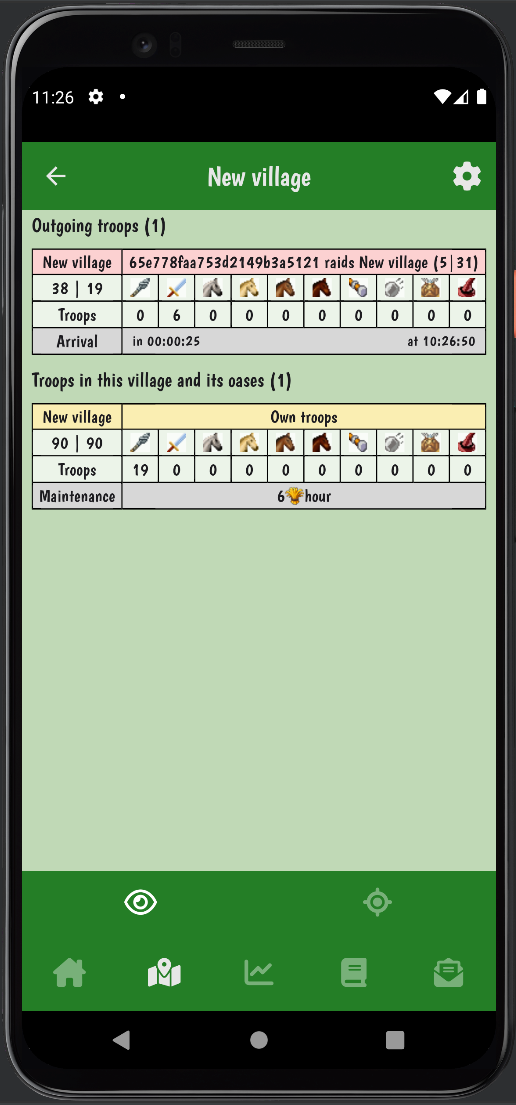 11:26
New village
Outgoing troops (1)
New village 65e778faa753d2149b3a5121 raids New village (5|31)
38 | 19
Troops 0 6 0 0 0 0 0 0 0 0
Arrival in 00:00:25 at 10:26:50
Troops in this village and its oases (1)
New village Own troops
90 | 90
Troops 19 0 0 0 0 0 0 0 0 0
Maintenance 6 hour